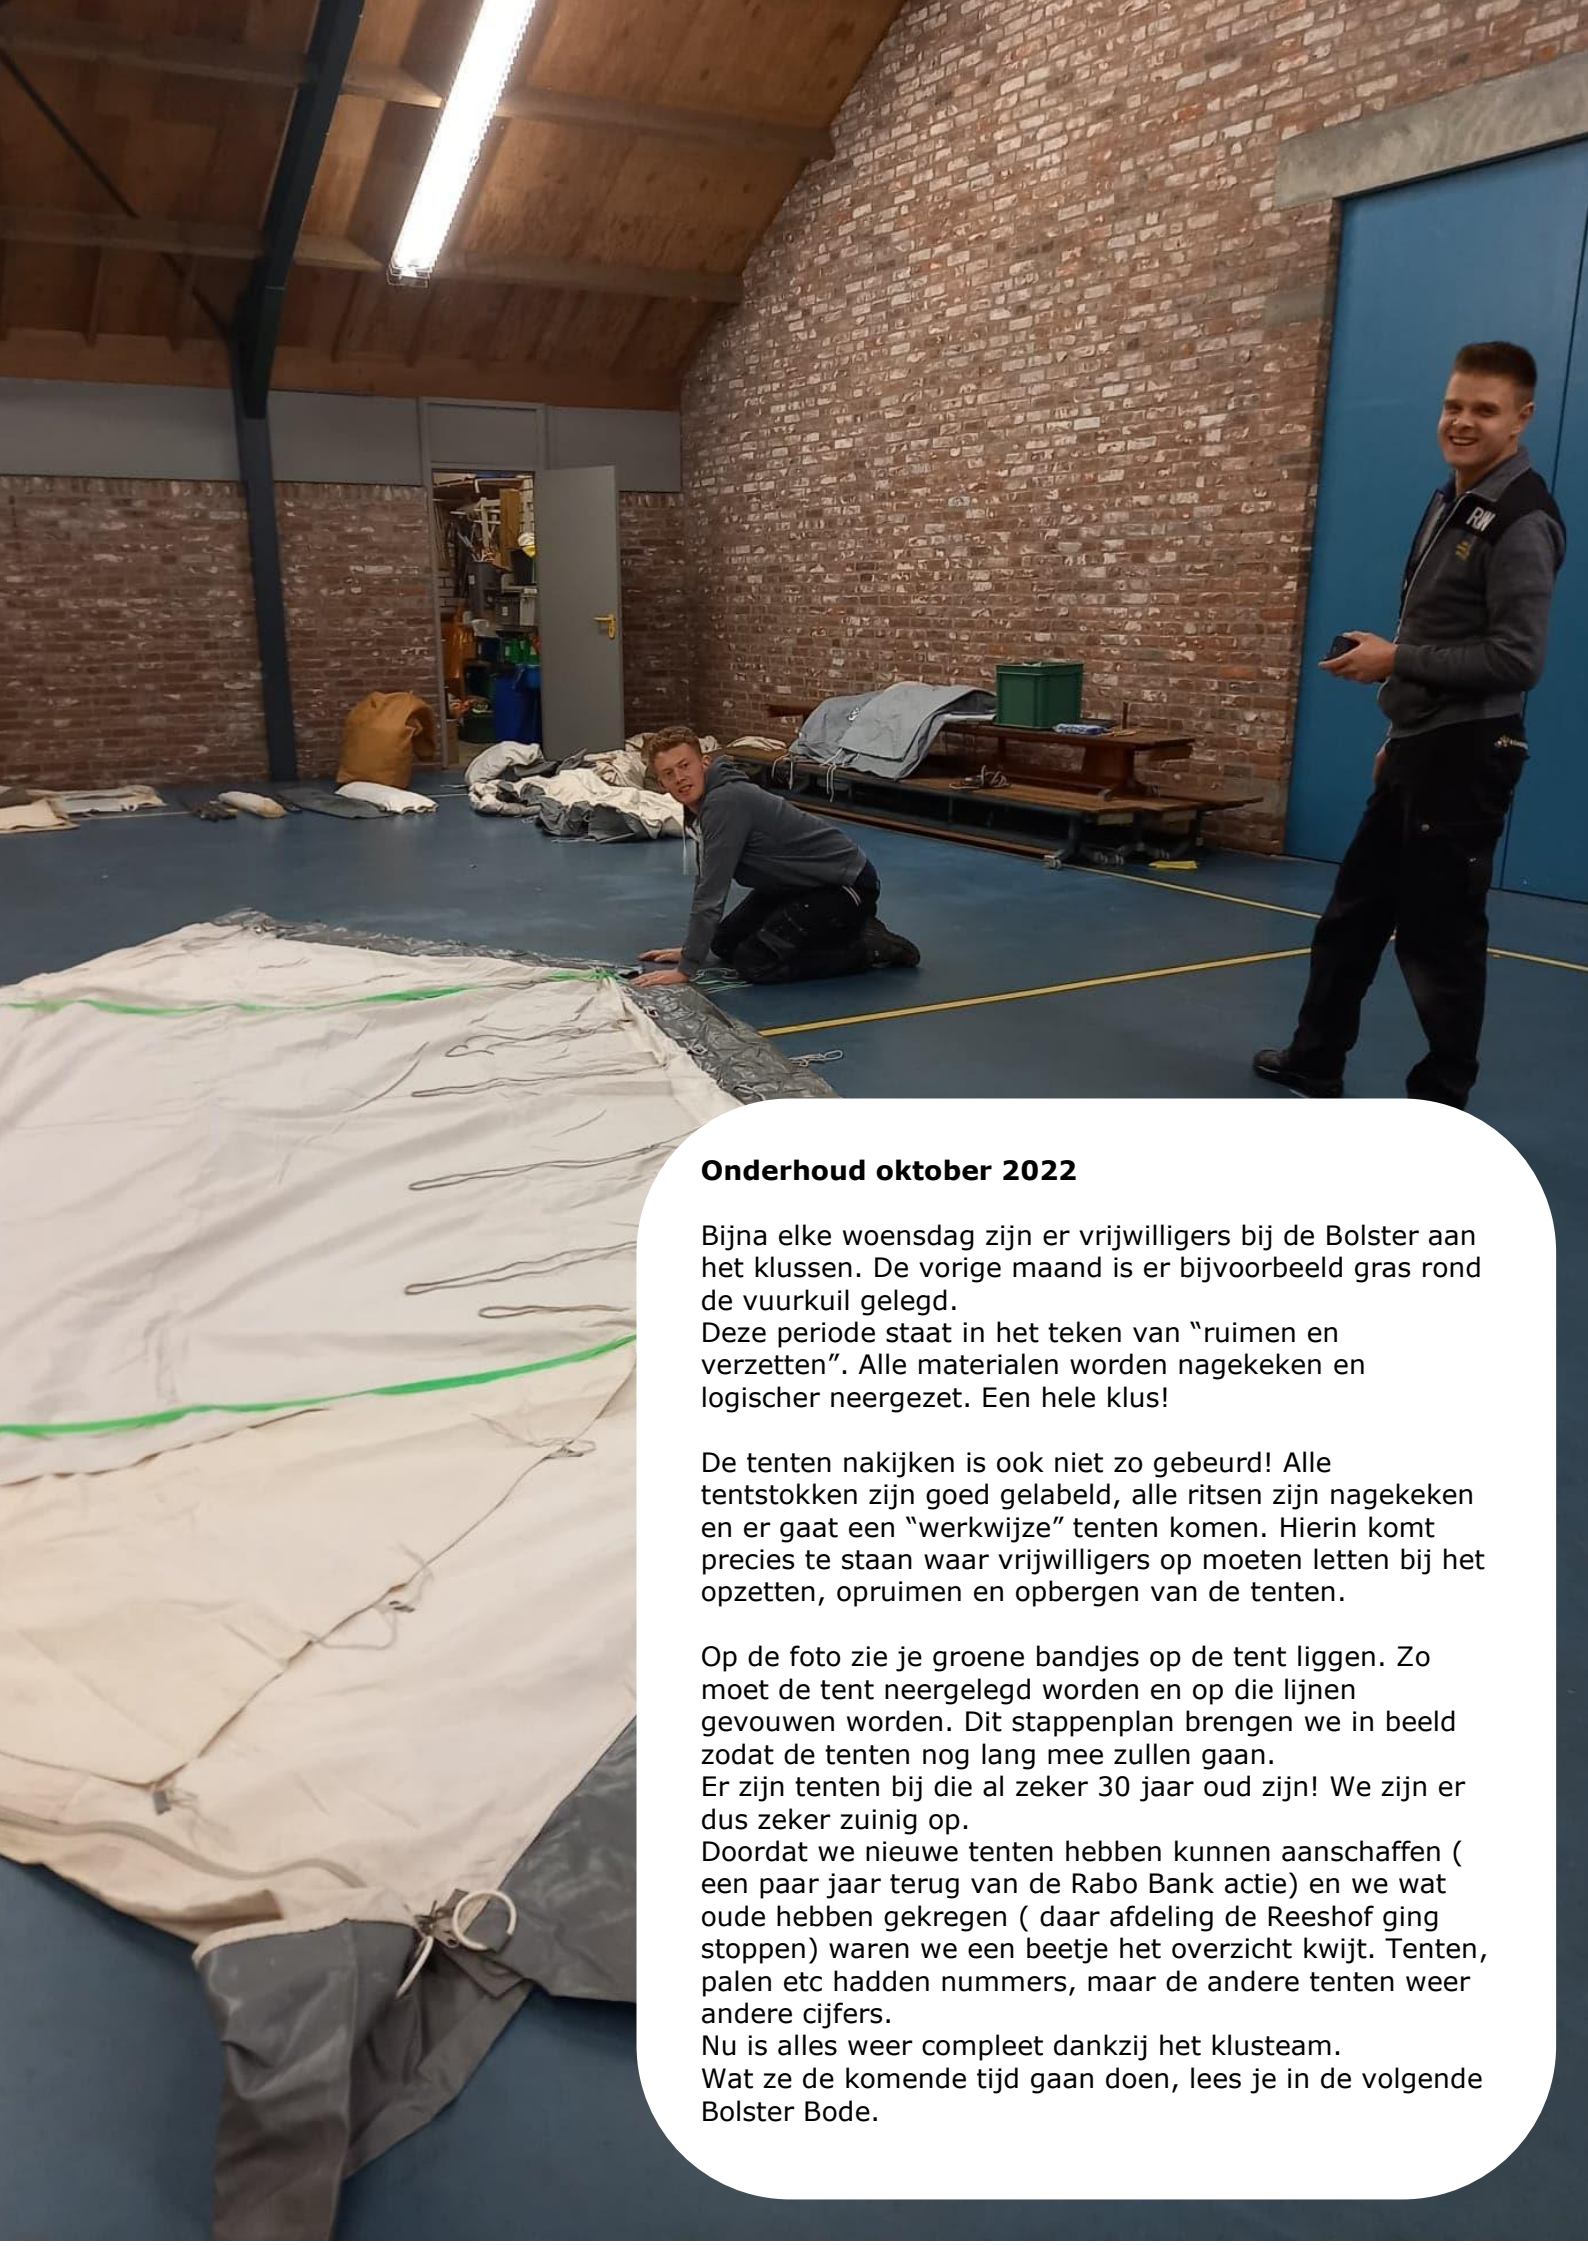 RW
Onderhoud oktober 2022
Bijna elke woensdag zijn er vrijwilligers bij de Bolster aan
het klussen. De vorige maand is er bijvoorbeeld gras rond
de vuurkuil gelegd.
Deze periode staat in het teken van “ruimen en
verzetten”. Alle materialen worden nagekeken en
logischer neergezet. Een hele klus!
De tenten nakijken is ook niet zo gebeurd! Alle
tentstokken zijn goed gelabeld, alle ritsen zijn nagekeken
en er gaat een “werkwijze” tenten komen. Hierin komt
precies te staan waar vrijwilligers op moeten letten bij het
opzetten, opruimen en opbergen van de tenten.
Op de foto zie je groene bandjes op de tent liggen. Zo
moet de tent neergelegd worden en op die lijnen
gevouwen worden. Dit stappenplan brengen we in beeld
zodat de tenten nog lang mee zullen gaan.
Er zijn tenten bij die al zeker 30 jaar oud zijn! We zijn er
dus zeker zuinig op.
Doordat we nieuwe tenten hebben kunnen aanschaffen (
een paar jaar terug van de Rabo Bank actie) en we wat
oude hebben gekregen ( daar afdeling de Reeshof ging
stoppen) waren we een beetje het overzicht kwijt. Tenten,
palen etc hadden nummers, maar de andere tenten weer
andere cijfers.
Nu is alles weer compleet dankzij het klusteam.
Wat ze de komende tijd gaan doen, lees je in de volgende
Bolster Bode.